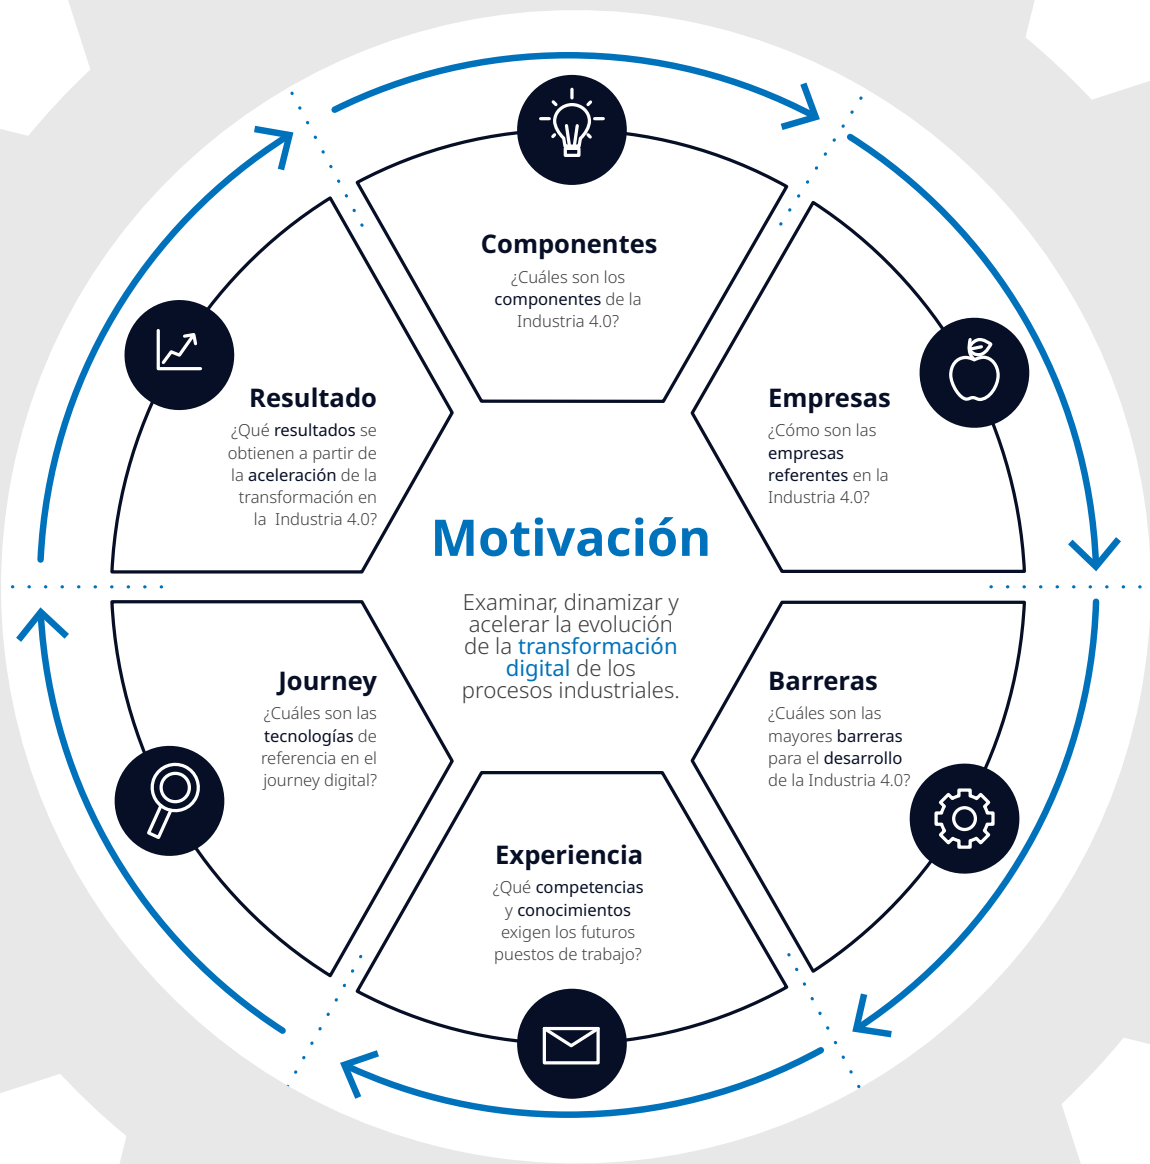 Componentes
¿Cuáles son los
componentes de la
Industria 4.0?
Empresas
¿Cómo son las
empresas
referentes en la
Industria 4.0?
Barreras
¿Cuáles son las
mayores barreras
para el desarrollo
de la Industria 4.0?
Experiencia
¿Qué competencias
y conocimientos
exigen los futuros
puestos de trabajo?
Journey
¿Cuáles son las
tecnologías de
referencia en el
journey digital?
Resultado
¿Qué resultados se
obtienen a partir de
la aceleración de la
transformación en
la Industria 4.0?
Motivación
Examinar, dinamizar y
acelerar la evolución
de la transformación
digital de los
procesos industriales.